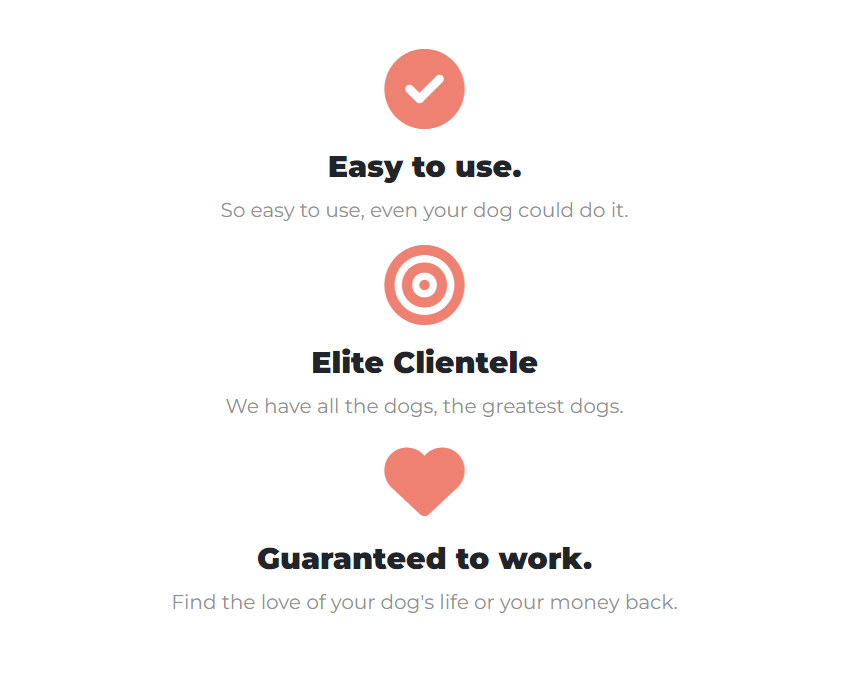 Easy to use.
So easy to use, even your dog could do it.
Elite Clientele
We have all the dogs, the greatest dogs.
Guaranteed to work.
Find the love of your dog's life or your money back.